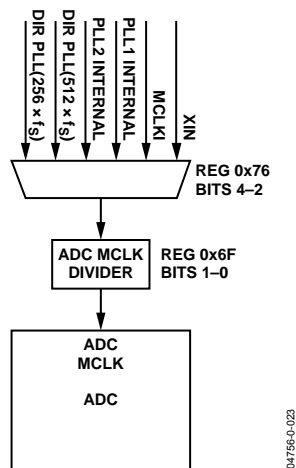 DIR PLL(256 × fS)
DIR PLL(512 × fS)
PLL2 INTERNAL
PLL1 INTERNAL
MCLKI
XIN
REG 0x76
BITS 4–2
ADC MCLK
DIVIDER
REG 0x6F
BITS 1–0
ADC
MCLK
ADC
04756-0-023